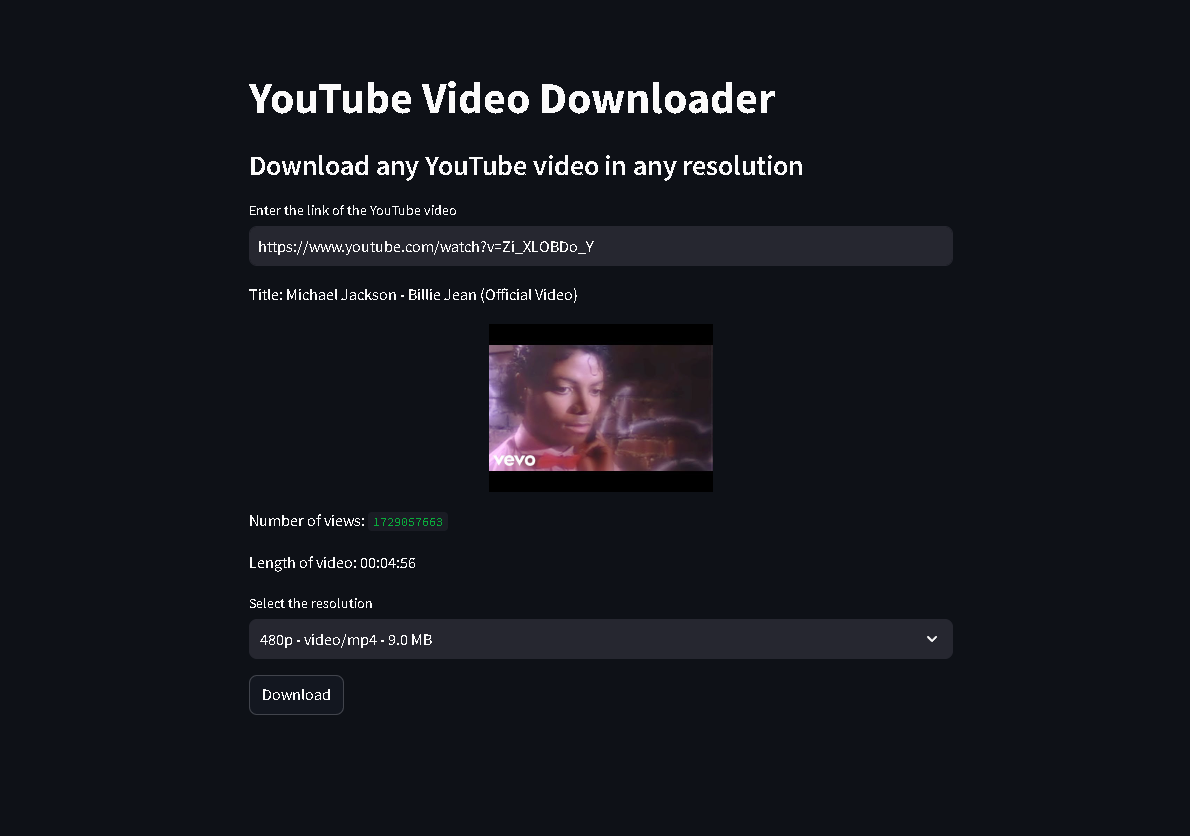 YouTube Video Downloader
Download any YouTube video in any resolution
Enter the link of the YouTube video
https://www.youtube.com/watch?v=Zi_XLOBDo_Y
Title: Michael Jackson - Billie Jean (Official Video)
vevo
Number of views: 1729057663
Length of video: 00:04:56
Select the resolution
480p - video/mp4 - 9.0 MB
Download